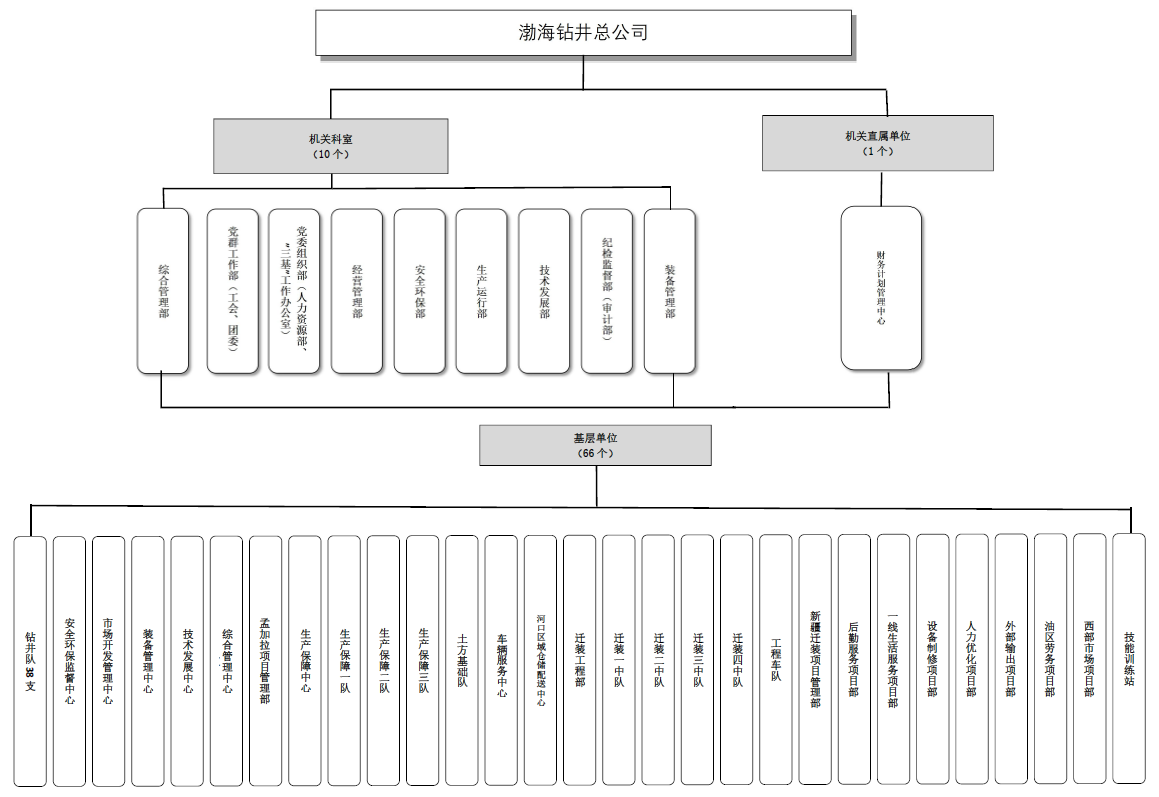 渤海钻井总公司
机关科室
（10 个）
机关直属单位
（1 个）
综合管理部
党群工作部（工会、团委）
党委组织部（人力资源部、
“三基”工作办公室）
经营管理部
安全环保部
生产运行部
技术发展部
纪检监督部（审计部）
装备管理部
财务计划管理中心
基层单位
（66 个）
钻井队 38 支
安全环保监督中心
市场开发管理中心
装备管理中心
技术发展中心
综合管理中心
孟加拉项目管理部
生产保障中心
生产保障一队
生产保障二队
生产保障三队
土方基础队
车辆服务中心
河口区域仓储配送中心
迁装工程部
迁装一中队
迁装二中队
迁装三中队
迁装四中队
工程车队
新疆迁装项目管理部
后勤服务项目部
一线生活服务项目部
设备制修项目部
人力优化项目部
外部输出项目部
油区劳务项目部
西部市场项目部
技能训练站